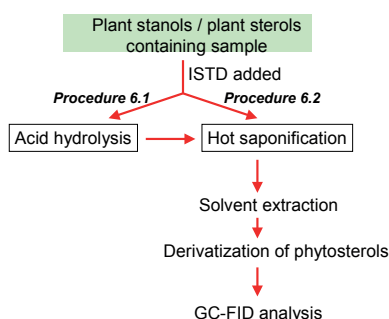 Plant stanols / plant sterols
containing sample
ISTD added
Procedure 6.1
Procedure 6.2
Acid hydrolysis
Hot saponification
Solvent extraction
Derivatization of phytosterols
GC-FID analysis